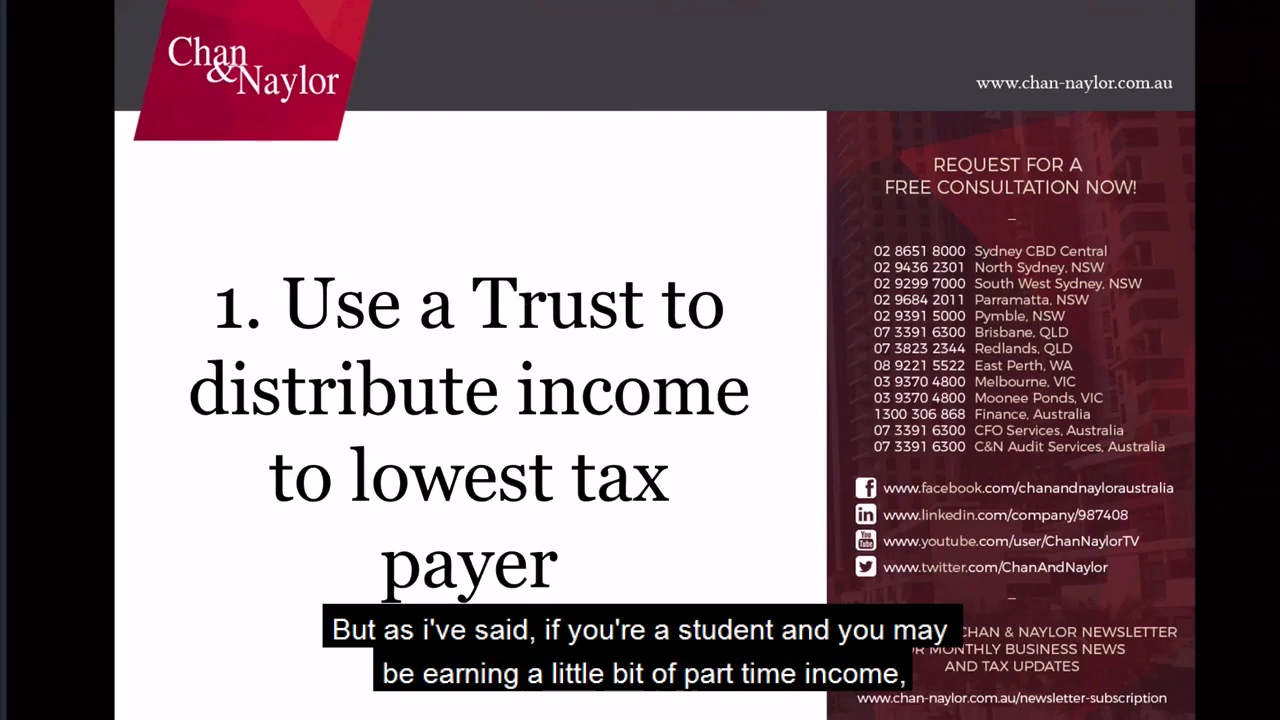 Chan
& Naylor
www.chan-naylor.com.au
1. Use a Trust to
distribute income
to lowest tax
payer
REQUEST FOR A
FREE CONSULTATION NOW!
02 8651 8000 Sydney CBD Central
02 9436 2301 North Sydney, NSW
02 9299 7000 South West Sydney, NSW
02 9684 2011 Parramatta, NSW
02 9391 5000 Pymble, NSW
07 3391 6300 Brisbane, QLD
07 3823 2344 Redlands, QLD
08 9221 5522 East Perth, WA
03 9370 4800 Melbourne, VIC
03 9370 4800 Moonee Ponds, VIC
1300 306 868 Finance, Australia
07 3391 6300 CFO Services, Australia
07 3391 6300 C&N Audit Services, Australia
www.facebook.com/chanandnayloraustralia
www.linkedin.com/company/987408
www.youtube.com/user/ChanNaylorTV
www.twitter.com/ChanAndNaylor
CHAN & NAYLOR NEWSLETTER
MONTHLY BUSINESS NEWS
AND TAX UPDATES
www.chan-naylor.com.au/newsletter-subscription
But as i've said, if you're a student and you may
be earning a little bit of part time income,